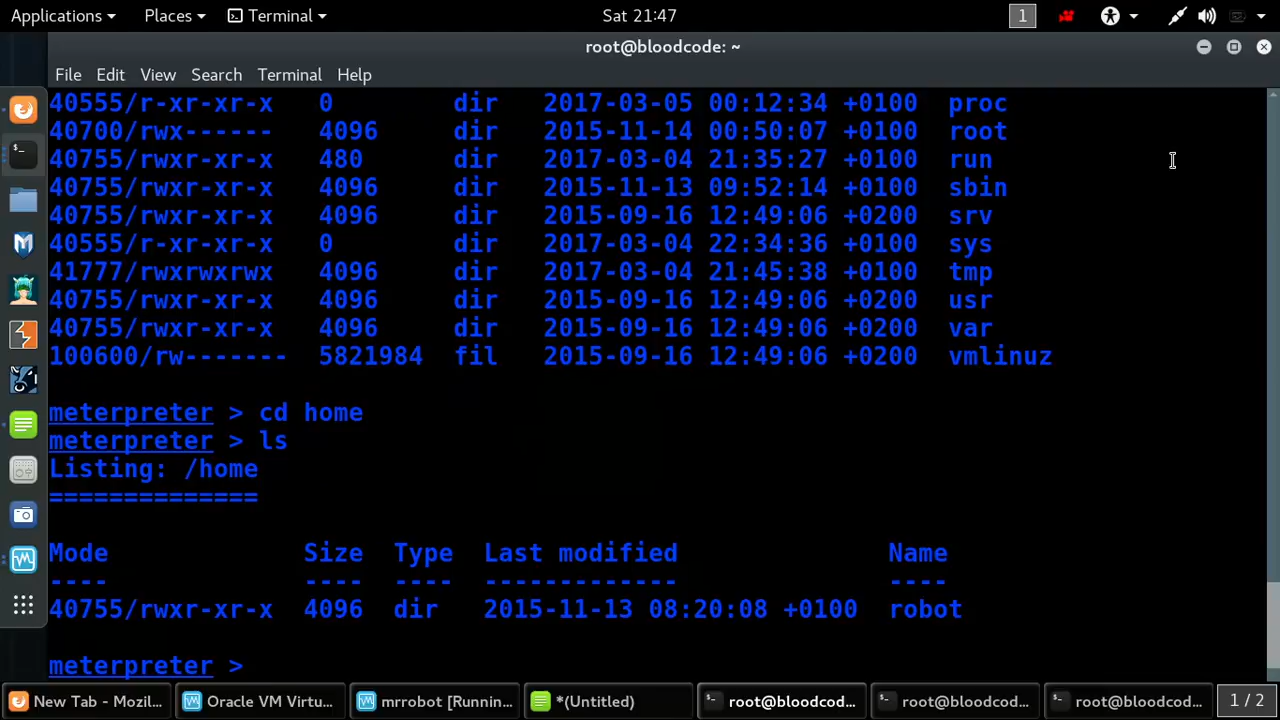 Applications Places Terminal Sat 21:47 1
root@bloodcode: ~
File Edit View Search Terminal Help
40555/r-xr-xr-x 0 dir 2017-03-05 00:12:34 +0100 proc
40700/rwx------ 4096 dir 2015-11-14 00:50:07 +0100 root
40755/rwxr-xr-x 480 dir 2017-03-04 21:35:27 +0100 run
40755/rwxr-xr-x 4096 dir 2015-11-13 09:52:14 +0100 sbin
40755/rwxr-xr-x 4096 dir 2015-09-16 12:49:06 +0200 srv
40555/r-xr-xr-x 0 dir 2017-03-04 22:34:36 +0100 sys
41777/rwxrwxrwx 4096 dir 2017-03-04 21:45:38 +0100 tmp
40755/rwxr-xr-x 4096 dir 2015-09-16 12:49:06 +0200 usr
40755/rwxr-xr-x 4096 dir 2015-09-16 12:49:06 +0200 var
100600/rw------- 5821984 fil 2015-09-16 12:49:06 +0200 vmlinuz
meterpreter > cd home
meterpreter > ls
Listing: /home
==============
Mode Size Type Last modified Name
---- ---- ---- ------------- ----
40755/rwxr-xr-x 4096 dir 2015-11-13 08:20:08 +0100 robot
meterpreter >
New Tab - Mozil... Oracle VM Virtu... mrrobot [Runnin... *(Untitled) root@bloodcod... root@bloodcod... root@bloodcod... 1 / 2